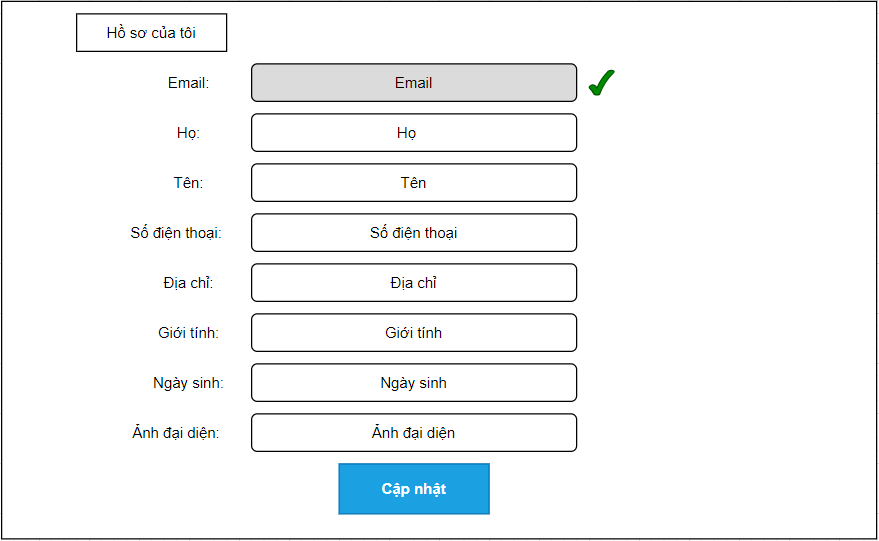 Hồ sơ của tôi
Email: Email
Họ: Họ
Tên: Tên
Số điện thoại: Số điện thoại
Địa chỉ: Địa chỉ
Giới tính: Giới tính
Ngày sinh: Ngày sinh
Ảnh đại diện: Ảnh đại diện
Cập nhật